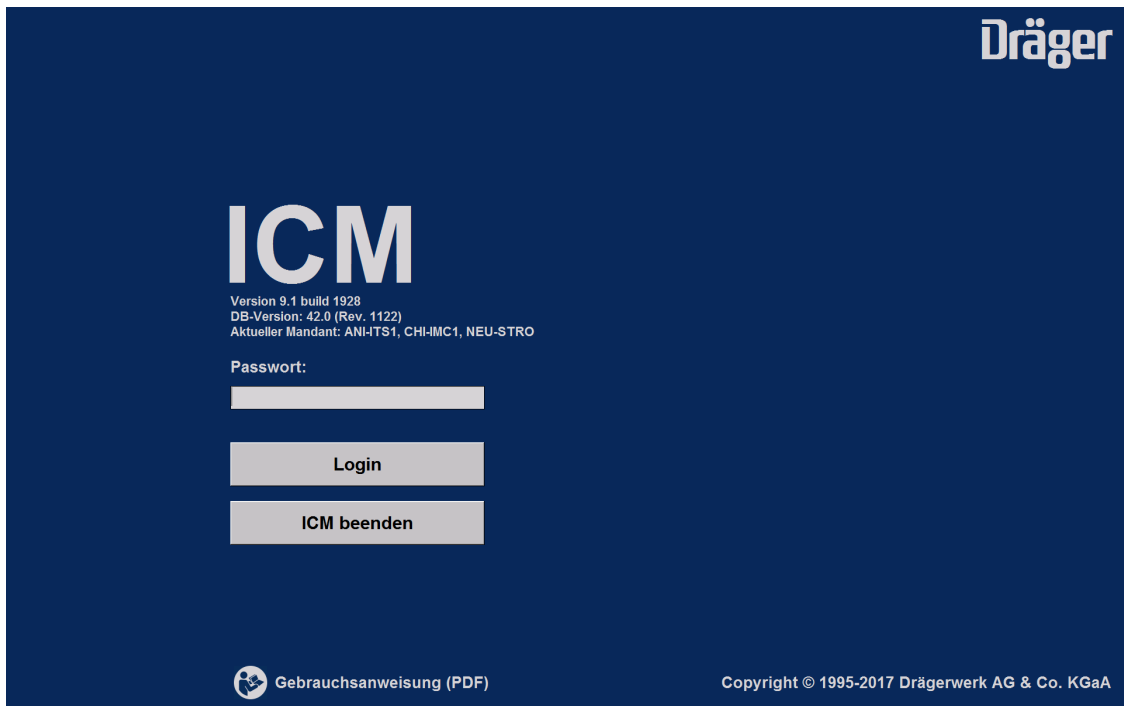 Dräger
ICM
Version 9.1 build 1928
DB-Version: 42.0 (Rev. 1122)
Aktueller Mandant: ANI-ITS1, CHI-IMC1, NEU-STRO
Passwort:
Login
ICM beenden
Gebrauchsanweisung (PDF)
Copyright © 1995-2017 Drägerwerk AG & Co. KGaA